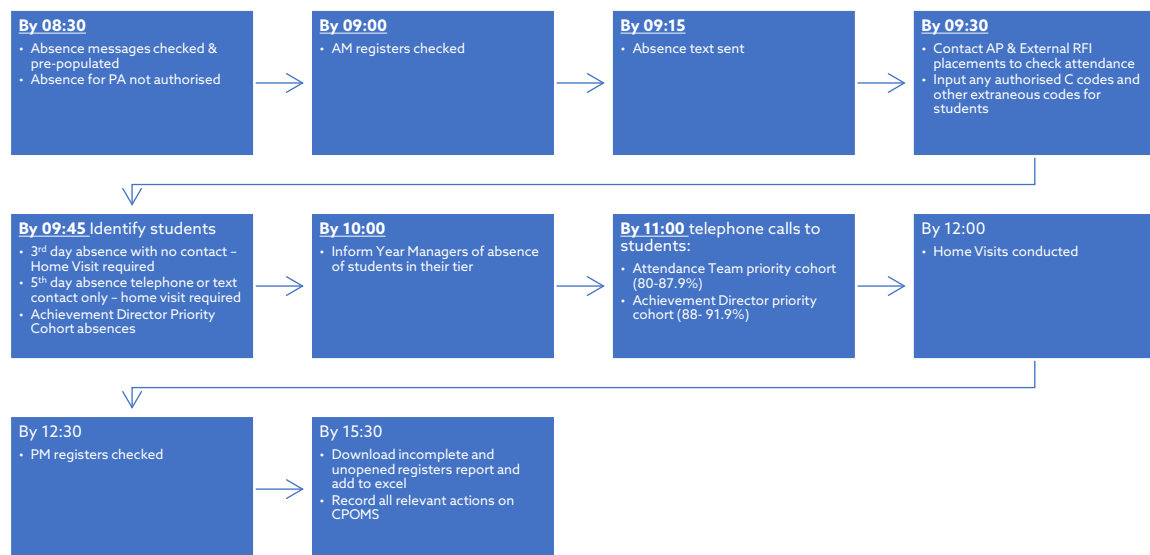 By 08:30
• Absence messages checked &
pre-populated
• Absence for PA not authorised
By 09:00
• AM registers checked
By 09:15
• Absence text sent
By 09:30
• Contact AP & External RFI
placements to check attendance
• Input any authorised C codes and
other extraneous codes for
students
By 09:45 Identify students
• 3rd day absence with no contact –
Home Visit required
• 5th day absence telephone or text
contact only – home visit required
• Achievement Director Priority
Cohort absences
By 10:00
• Inform Year Managers of absence
of students in their tier
By 11:00 telephone calls to
students:
• Attendance Team priority cohort
(80-87.9%)
• Achievement Director priority
cohort (88- 91.9%)
By 12:00
• Home Visits conducted
By 12:30
• PM registers checked
By 15:30
• Download incomplete and
unopened registers report and
add to excel
• Record all relevant actions on
CPOMS